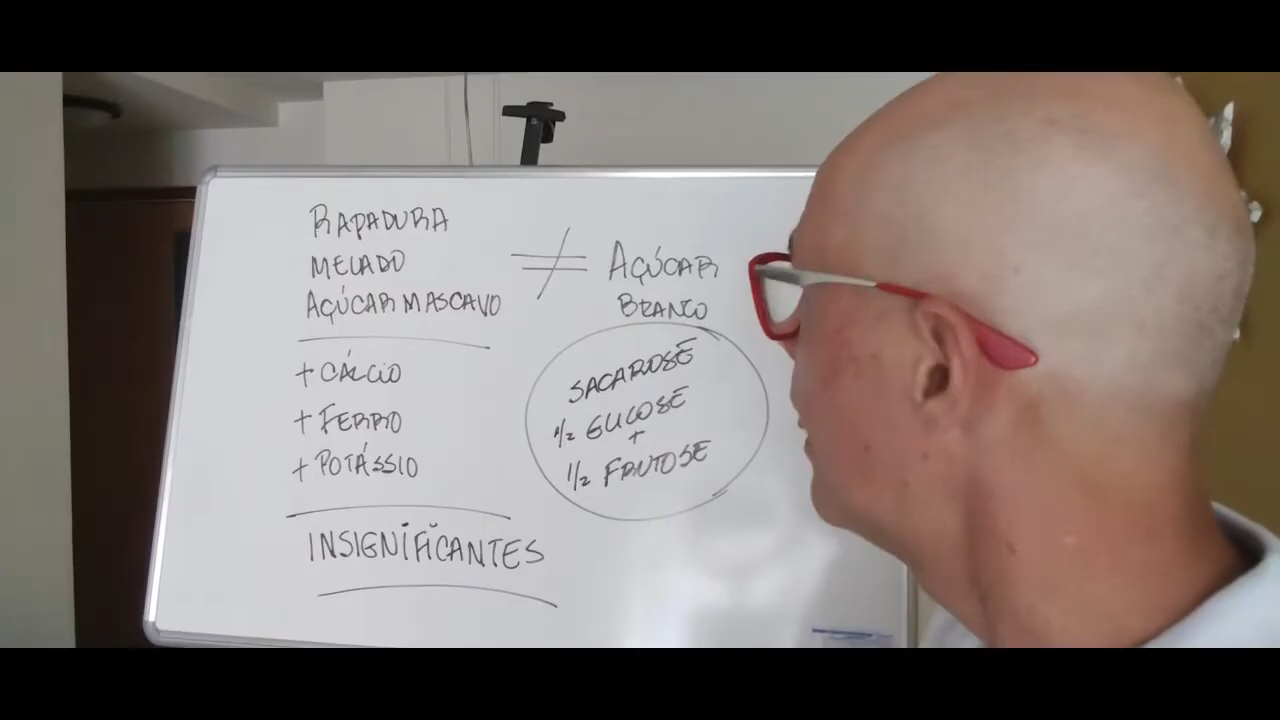 RAPADURA
MELADO
AÇÚCAR MASCAVO
≠ AÇÚCAR
BRANCO
+ CÁLCIO
+ FERRO
+ POTÁSSIO
INSIGNIFICANTES
SACAROSE
1/2 GLICOSE
+
1/2 FRUTOSE